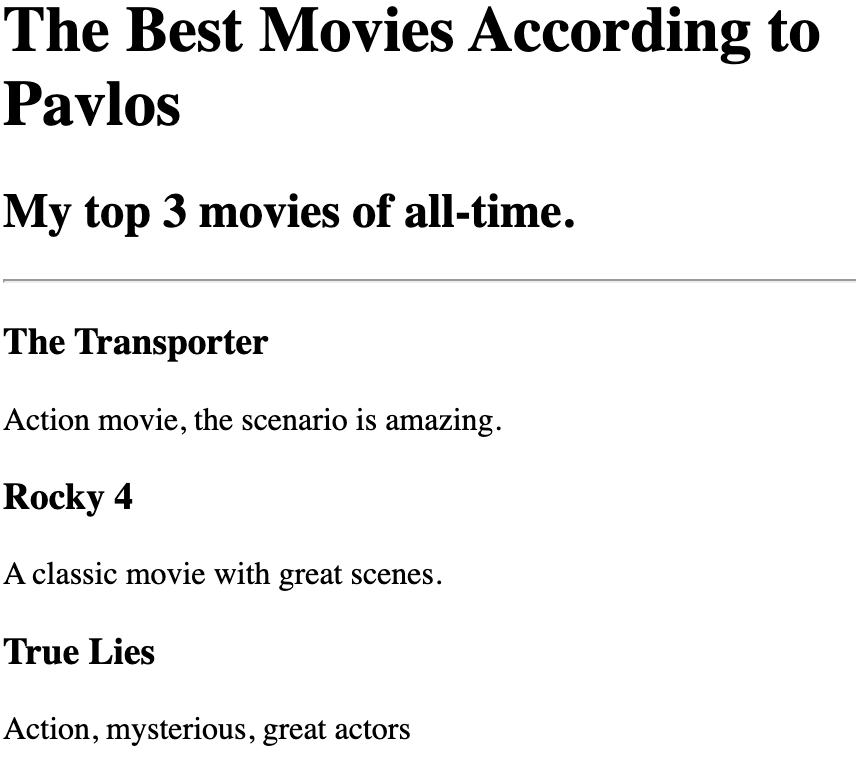 The Best Movies According to
Pavlos
My top 3 movies of all-time.
The Transporter
Action movie, the scenario is amazing.
Rocky 4
A classic movie with great scenes.
True Lies
Action, mysterious, great actors